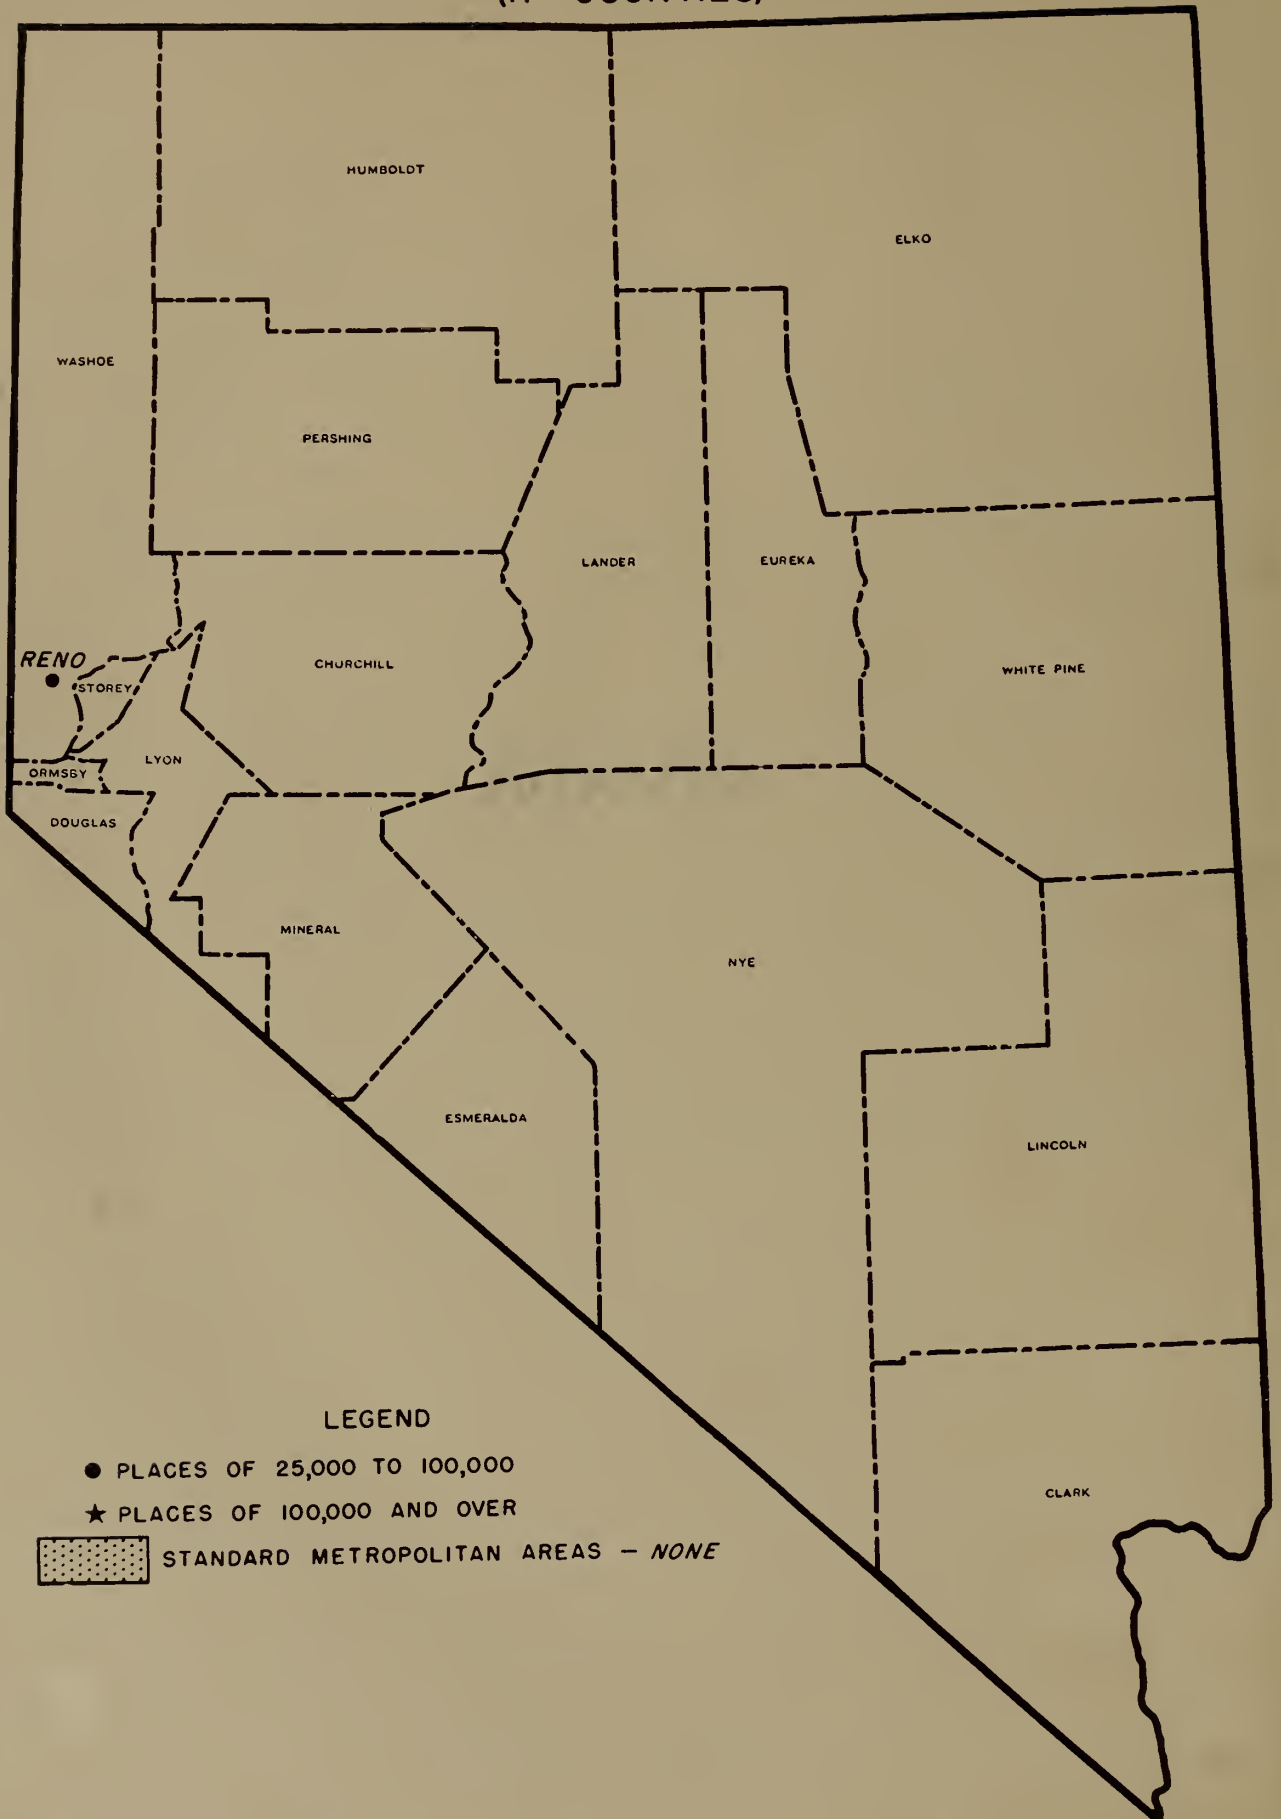 HUMBOLDT
ELKO
WASHOE
PERSHING
LANDER
EUREKA
RENO
CHURCHILL
WHITE PINE
STOREY
LYON
ORMSBY
DOUGLAS
MINERAL
NYE
ESMERALDA
LINCOLN
LEGEND
PLACES OF 25,000 TO 100,000
CLARK
PLACES OF 100,000 AND OVER
STANDARD METROPOLITAN AREAS – NONE